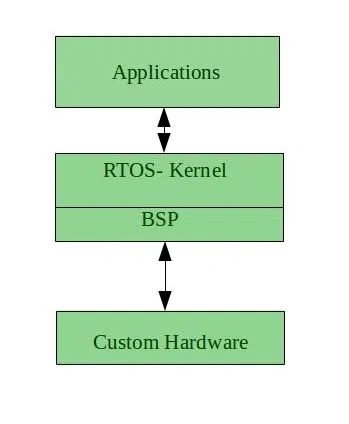 Applications
RTOS- Kernel
BSP
Custom Hardware